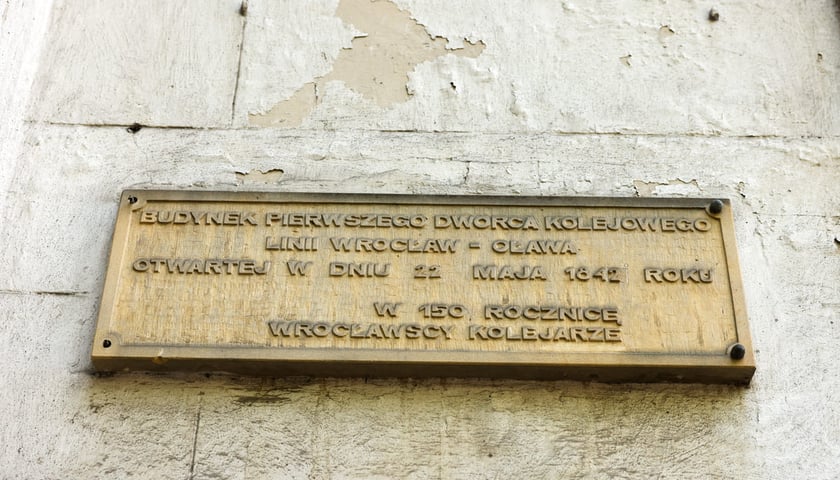 BUDYNEK PIERWSZEGO DWORCA KOLEJOWEGO
LINII WROCŁAW - OŁAWA
OTWARTEJ W DNIU 22 MAJA 1842 ROKU
W 150 ROCZNICĘ
WROCŁAWSCY KOLEJARZE